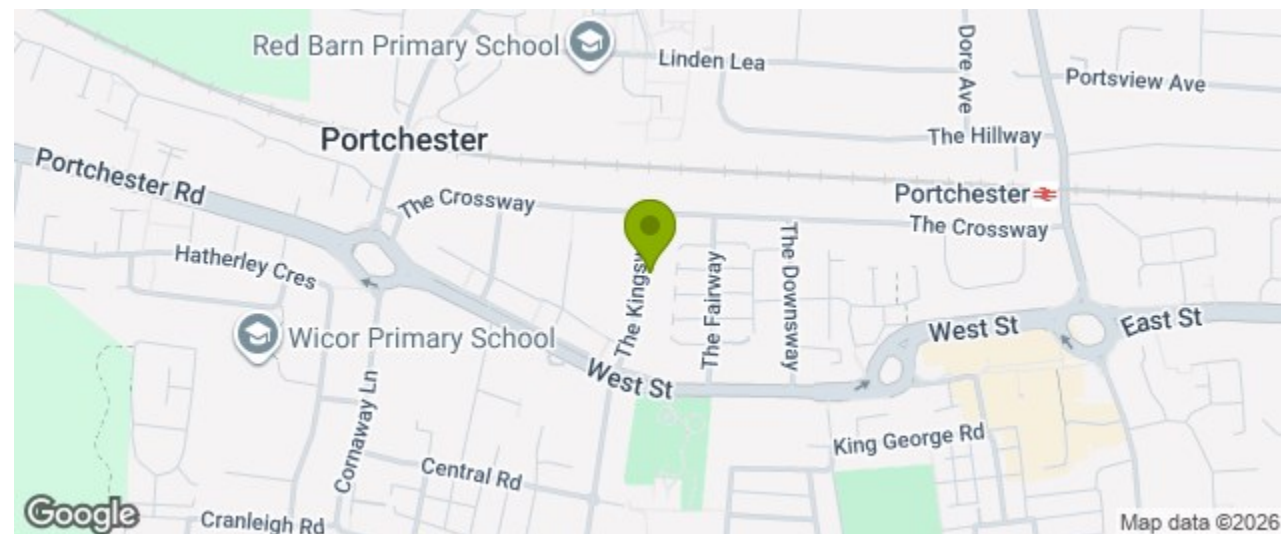 Red Barn Primary School
Linden Lea
Dore Ave
Portsview Ave
The Hillway
Portchester
Portchester Rd
Portchester
The Crossway
The Crossway
Hatherley Cres
The Fairway
The Downsway
Wicor Primary School
West St
West St
East St
Cornaway Ln
King George Rd
Central Rd
Cranleigh Rd
Google
Map data ©2026